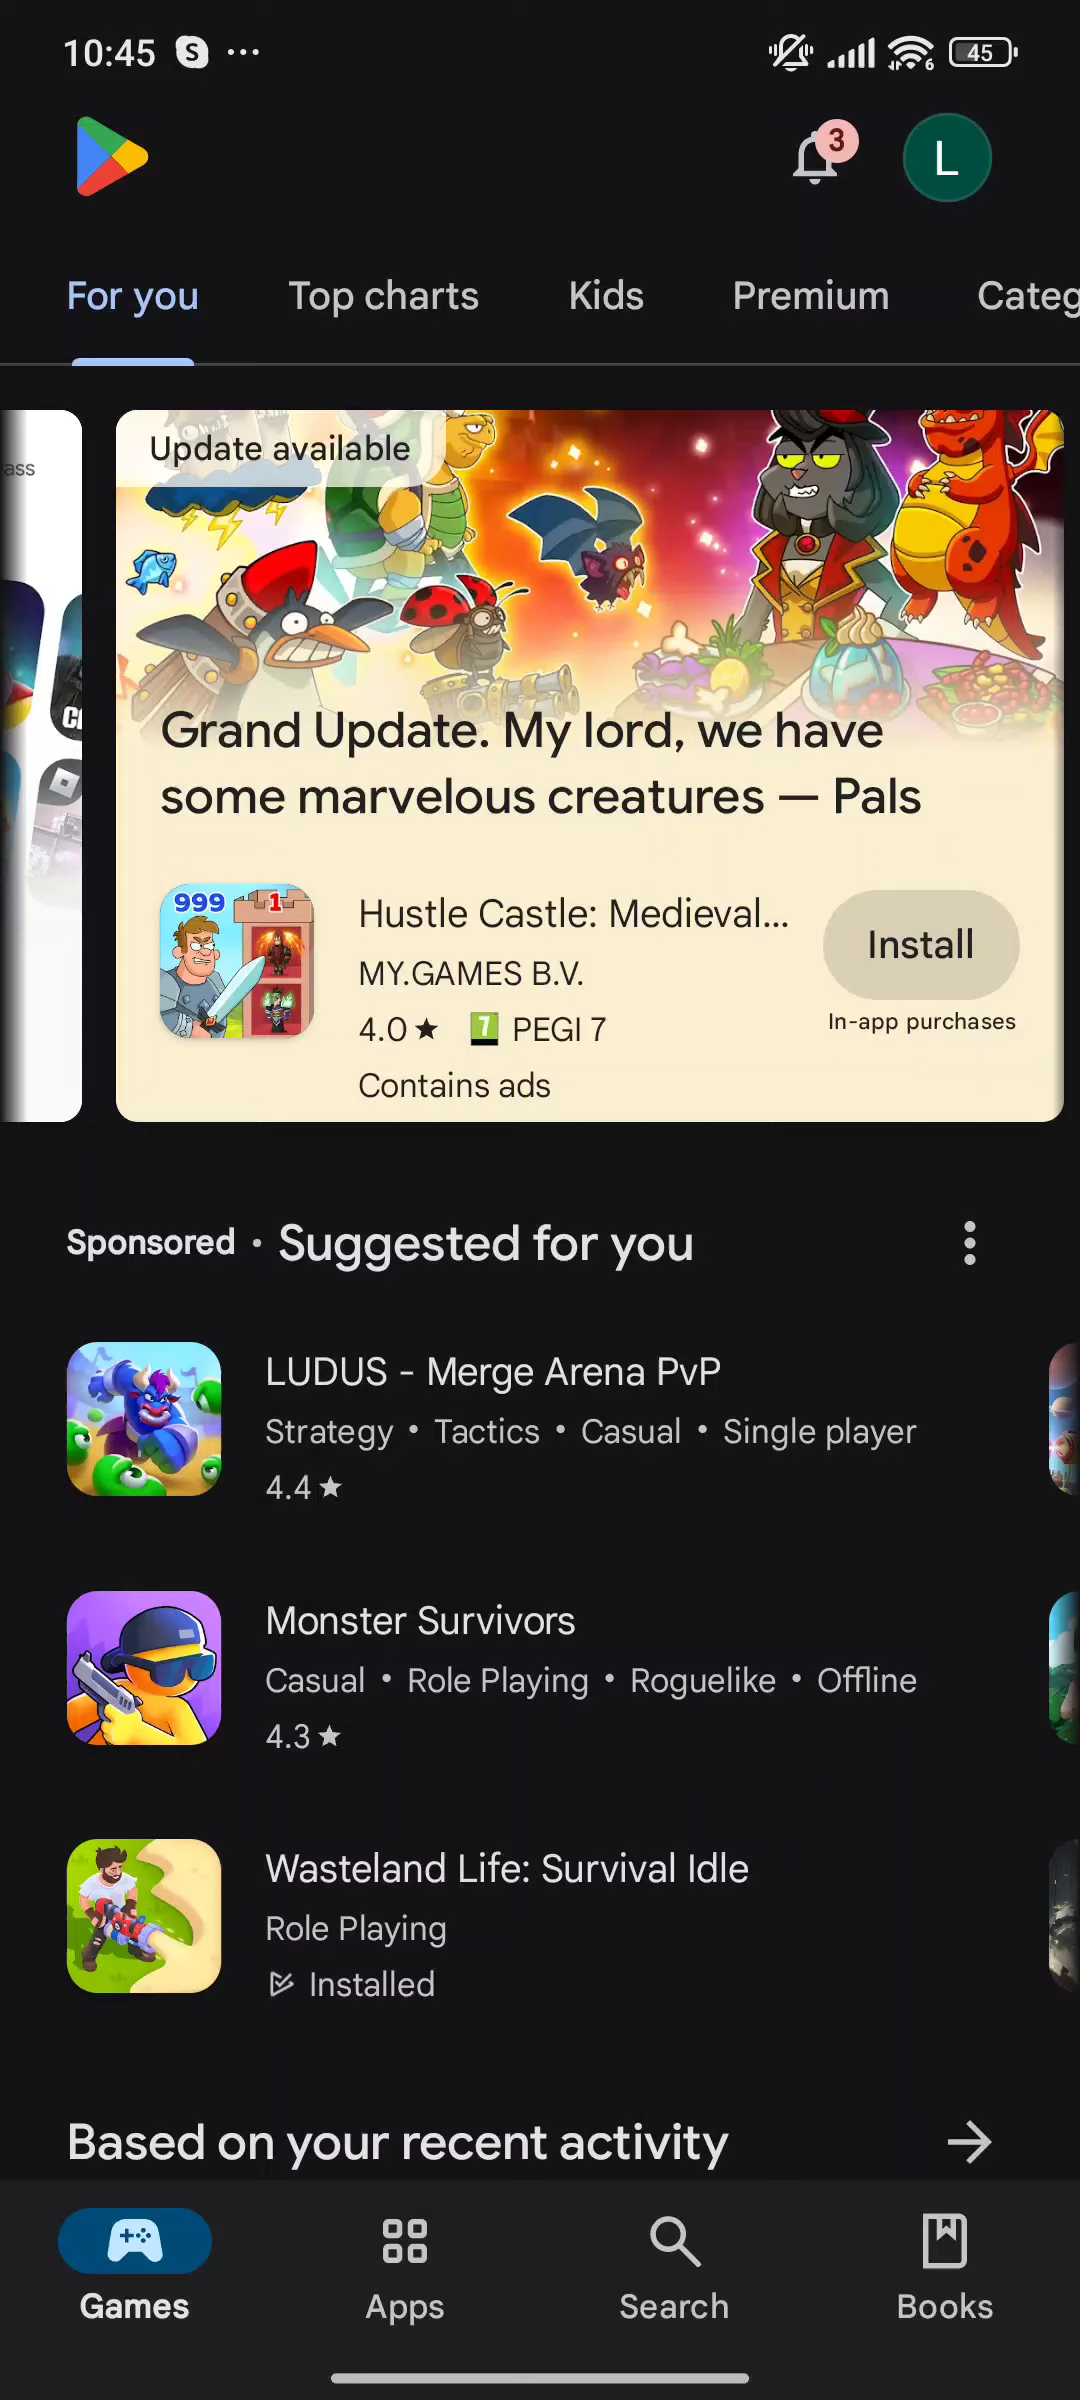 10:45 S ...
45
3
L
For you Top charts Kids Premium Categ
ass
Update available
Grand Update. My lord, we have
some marvelous creatures — Pals
999 1
Hustle Castle: Medieval...
MY.GAMES B.V.
4.0 ★ 7 PEGI 7
Contains ads
Install
In-app purchases
Sponsored • Suggested for you
LUDUS - Merge Arena PvP
Strategy • Tactics • Casual • Single player
4.4 ★
Monster Survivors
Casual • Role Playing • Roguelike • Offline
4.3 ★
Wasteland Life: Survival Idle
Role Playing
Installed
Based on your recent activity
Games Apps Search Books